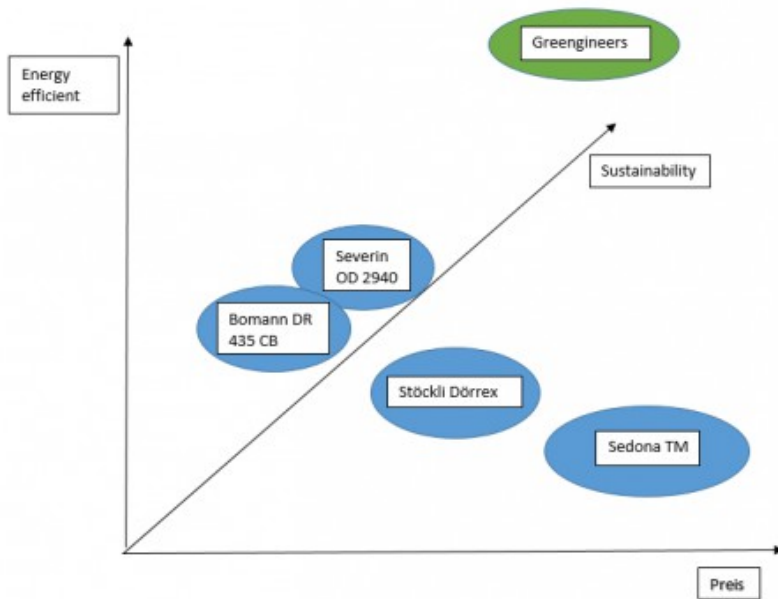 Greengineers
Energy
efficient
Sustainability
Severin
OD 2940
Bomann DR
435 CB
Stöckli Dörrex
Sedona TM
Preis